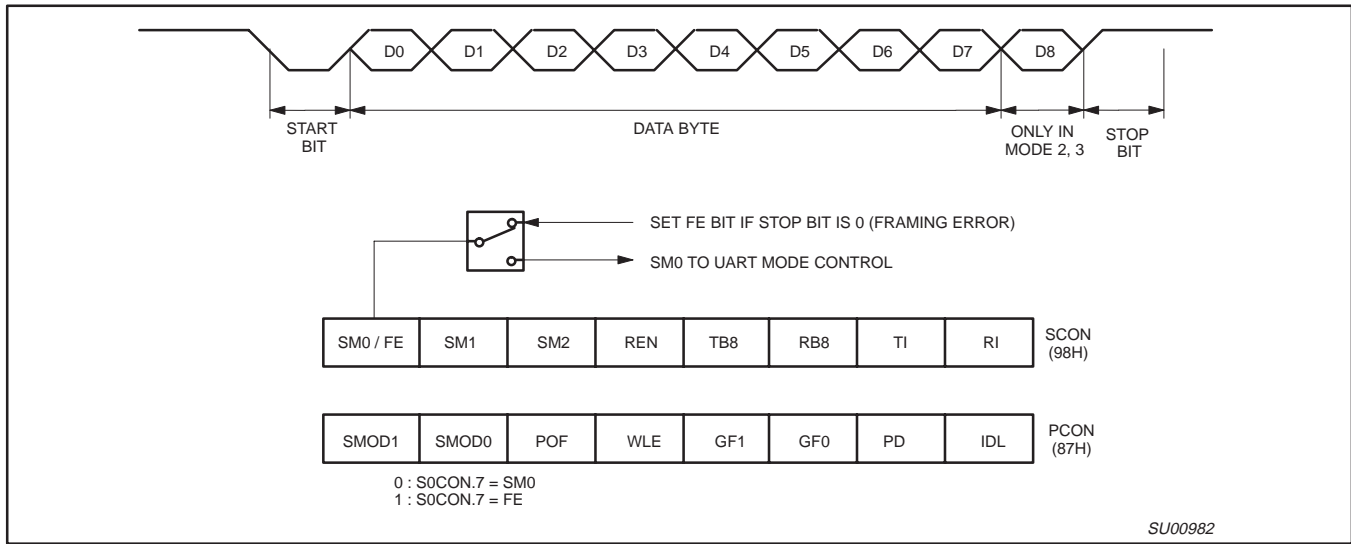 D0 D1 D2 D3 D4 D5 D6 D7 D8
START
BIT
DATA BYTE
ONLY IN
MODE 2, 3
STOP
BIT
SET FE BIT IF STOP BIT IS 0 (FRAMING ERROR)
SM0 TO UART MODE CONTROL
SM0 / FE SM1 SM2 REN TB8 RB8 TI RI
SCON
(98H)
SMOD1 SMOD0 POF WLE GF1 GF0 PD IDL
PCON
(87H)
0 : S0CON.7 = SM0
1 : S0CON.7 = FE
SU00982